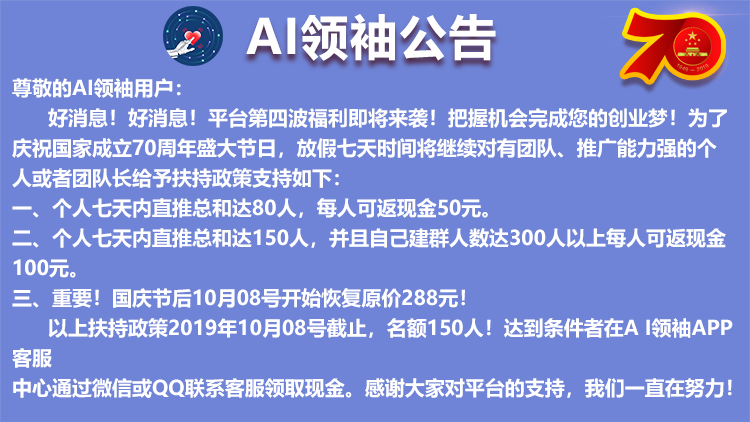 AI领袖公告
70
1949 — 2019
尊敬的AI领袖用户：
好消息！好消息！平台第四波福利即将来袭！把握机会完成您的创业梦！为了
庆祝国家成立70周年盛大节日，放假七天时间将继续对有团队、推广能力强的个
人或者团队长给予扶持政策支持如下：
一、个人七天内直推总和达80人，每人可返现金50元。
二、个人七天内直推总和达150人，并且自己建群人数达300人以上每人可返现金
100元。
三、重要！国庆节后10月08号开始恢复原价288元！
以上扶持政策2019年10月08号截止，名额150人！达到条件者在A I领袖APP
客服
中心通过微信或QQ联系客服领取现金。感谢大家对平台的支持，我们一直在努力！